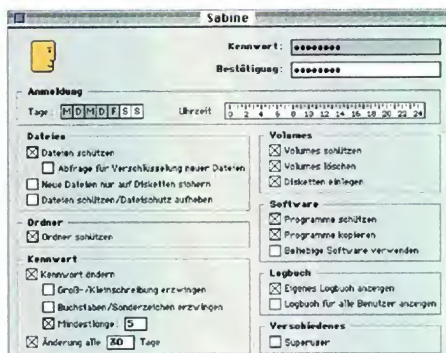 Sabine
Kennwort: ●●●●●●●●
Bestätigung: ●●●●●●●●
Anmeldung
Tage: M D M D F S S
Uhrzeit
0 2 4 6 8 10 12 14 16 18 20 22 24
Dateien
Dateien schützen
Abfrage für Verschlüsselung neuer Dateien
Neue Dateien nur auf Disketten sichern
Dateien schützen/Dateischutz aufheben
Ordner
Ordner schützen
Kennwort
Kennwort ändern
Groß-/Kleinschreibung erzwingen
Buchstaben/Sonderzeichen erzwingen
Mindestlänge: 5
Änderung alle 30 Tage
Volumes
Volumes schützen
Volumes löschen
Disketten einlegen
Software
Programme schützen
Programme kopieren
Beliebige Software verwenden
Logbuch
Eigenes Logbuch anzeigen
Logbuch für alle Benutzer anzeigen
Verschiedenes
Superuser